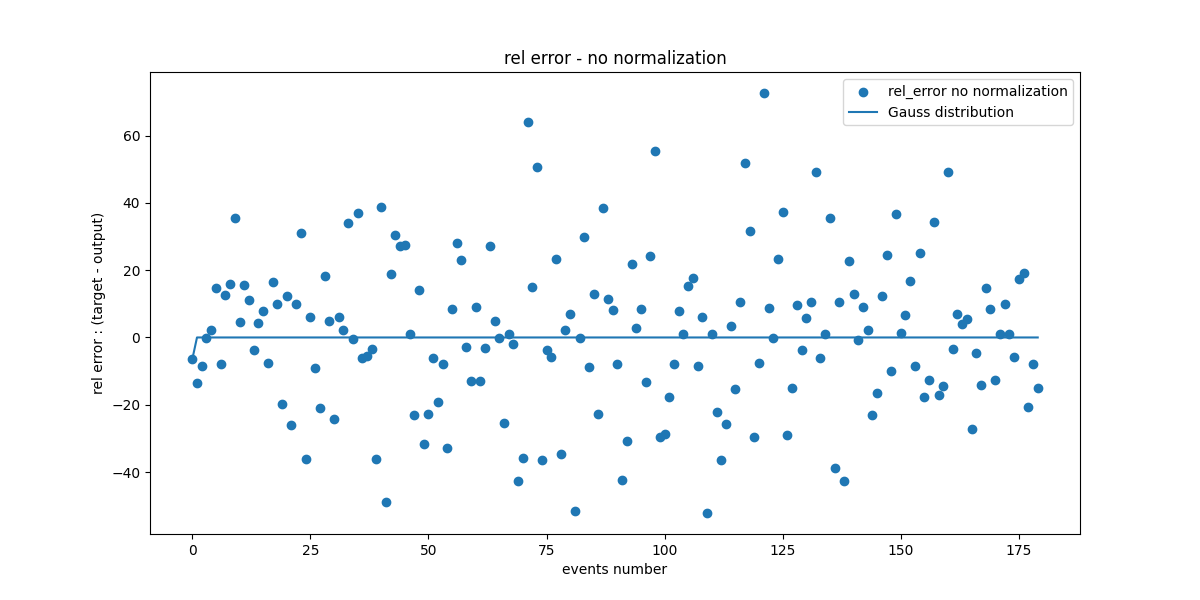 rel error - no normalization
rel_error no normalization
Gauss distribution
rel error : (target - output)
60
40
20
0
−20
−40
0 25 50 75 100 125 150 175
events number